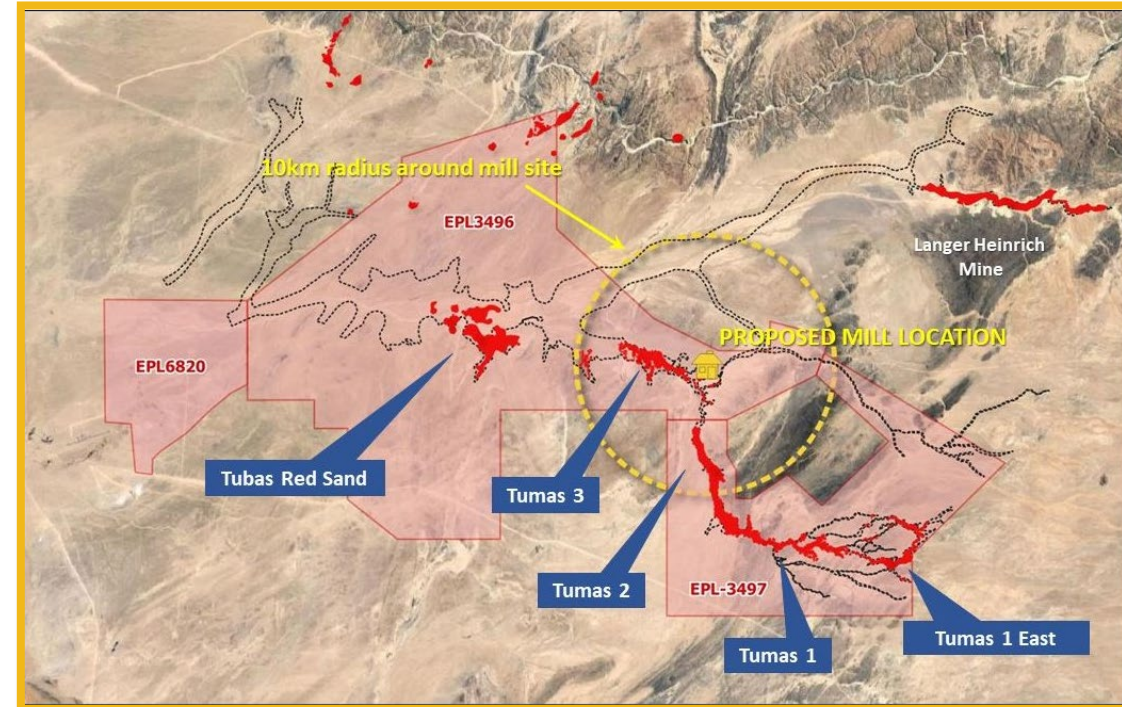 10km radius around mill site
EPL3496
Langer Heinrich
Mine
PROPOSED MILL LOCATION
EPL6820
Tubas Red Sand
Tumas 3
Tumas 2
EPL-3497
Tumas 1
Tumas 1 East